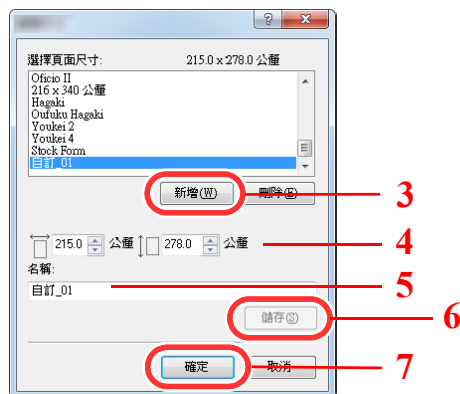 選擇頁面尺寸: 215.0 x 278.0 公釐
Oficio II
216 x 340 公釐
Hagaki
Oufuku Hagaki
Youkei 2
Youkei 4
Stock Form
自訂_01
新增(W) 刪除(E) 3
215.0 公釐 278.0 公釐 4
名稱:
自訂_01 5
儲存(S) 6
確定 取消 7